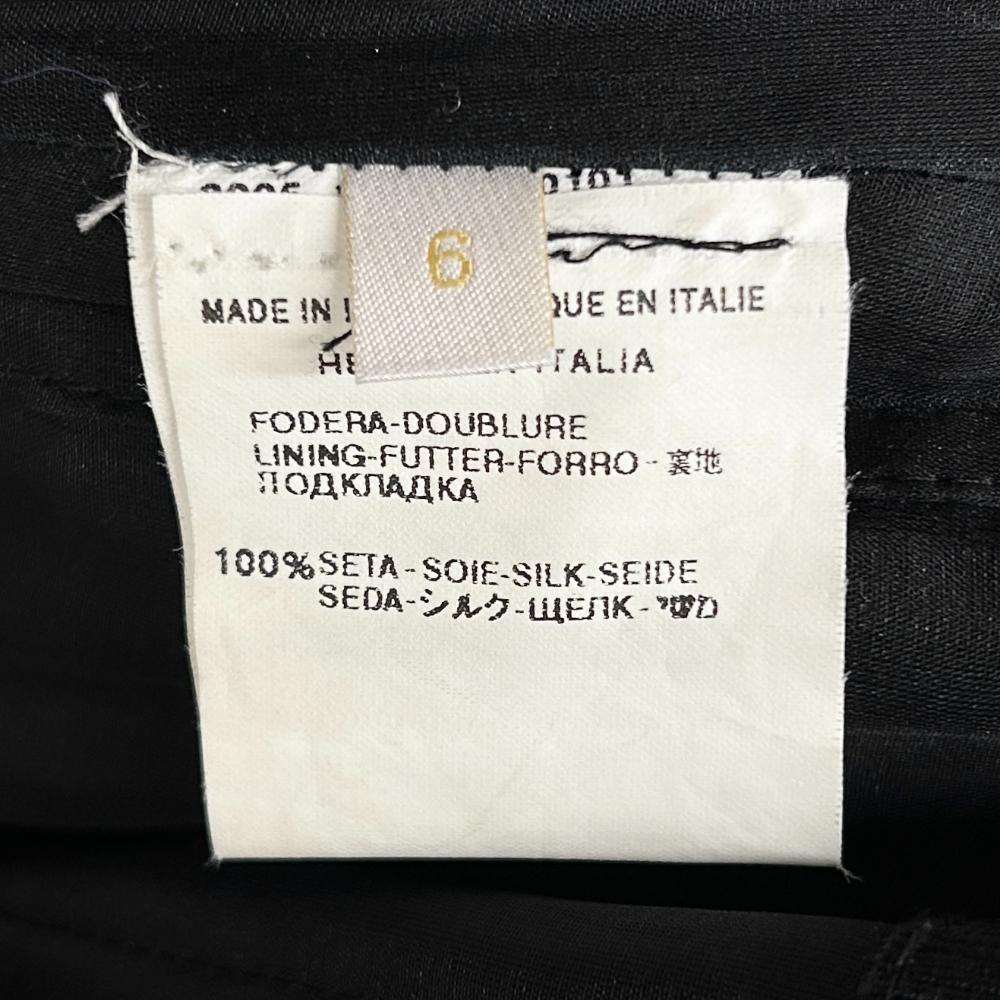 6
MADE IN
QUE EN ITALIE
ITALIA
FODERA-DOUBLURE
LINING-FUTTER-FORRO - 裏地
ПОДКЛАДКА
100% SETA - SOIE-SILK-SEIDE
SEDA-シルク-ЩЕЛК - משי